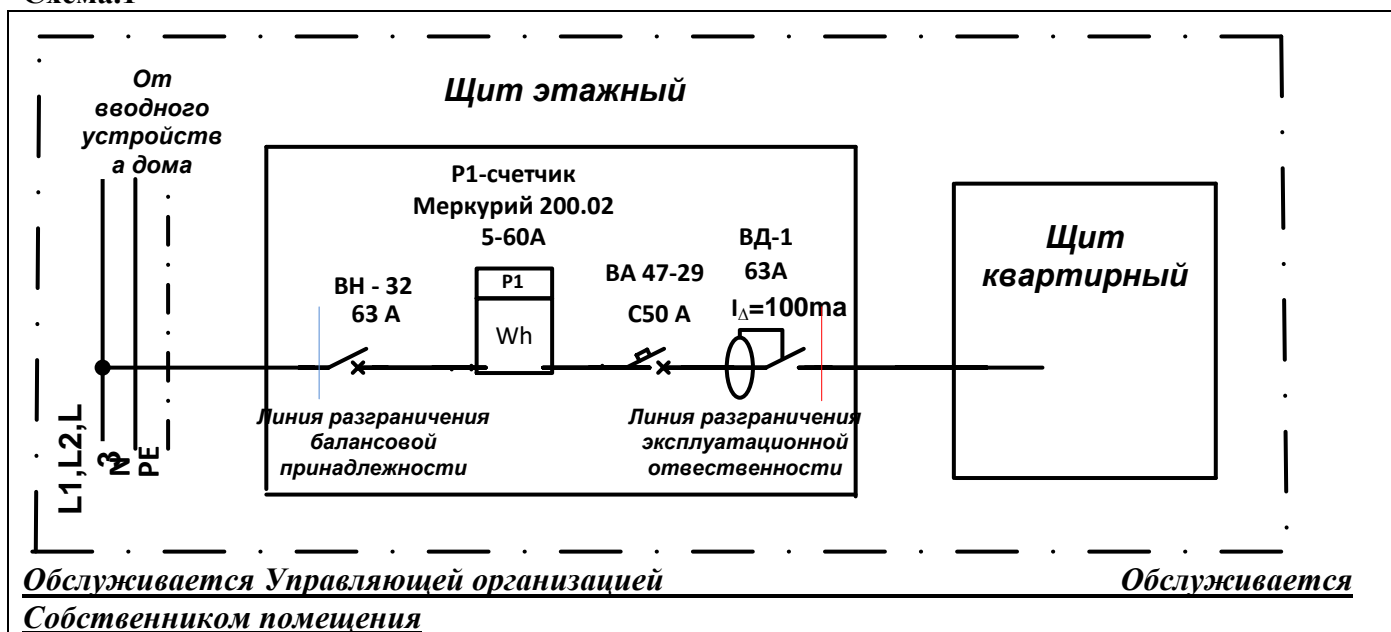 Схема.1
От
вводного
устройств
а дома
Щит этажный
Р1-счетчик
Меркурий 200.02
5-60А
P1
Wh
ВН - 32
63 А
ВА 47-29
С50 А
ВД-1
63А
I∆=100ma
Щит
квартирный
Линия разграничения
балансовой
принадлежности
Линия разграничения
эксплуатационной
отвественности
L1,L2,L
3
N
PE
Обслуживается Управляющей организацией Обслуживается
Собственником помещения